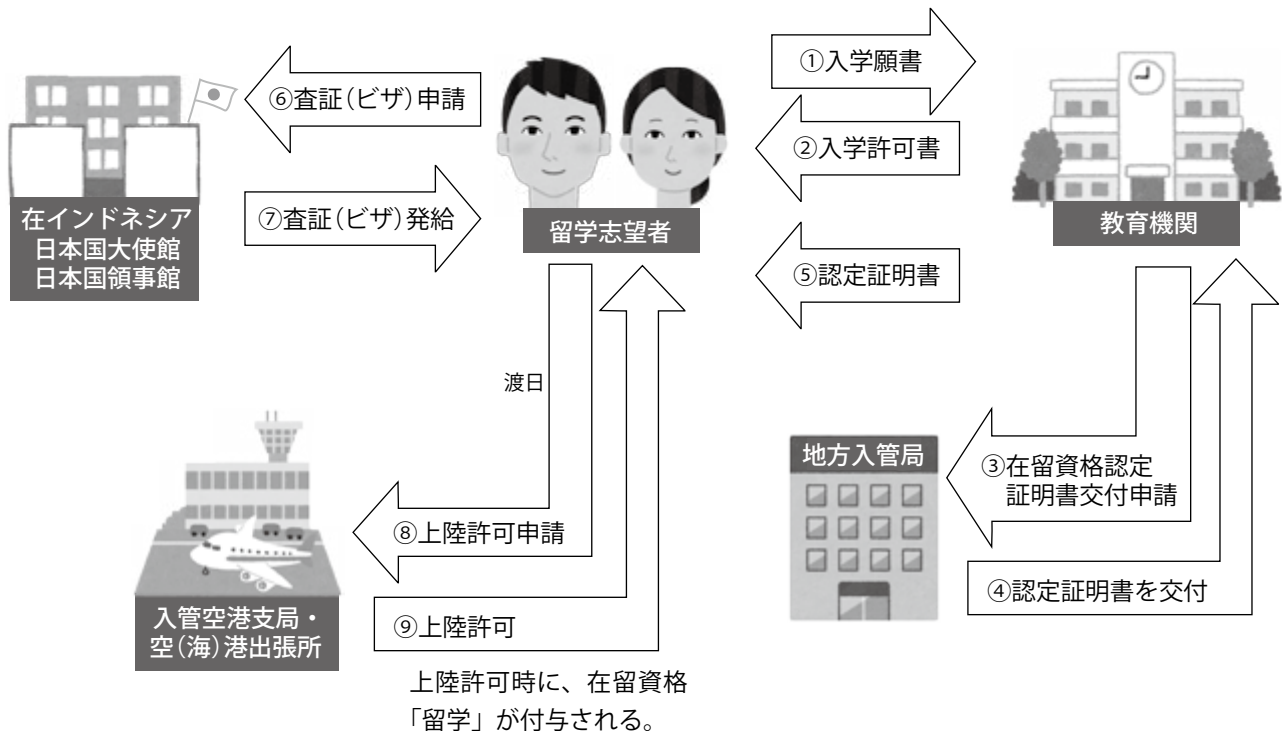 ①入学願書
⑥査証（ビザ）申請
②入学許可書
⑦査証（ビザ）発給
在インドネシア
日本国大使館
日本国領事館
留学志望者
教育機関
⑤認定証明書
渡日
地方入管局
③在留資格認定
証明書交付申請
⑧上陸許可申請
④認定証明書を交付
入管空港支局・
空（海）港出張所
⑨上陸許可
上陸許可時に、在留資格
「留学」が付与される。